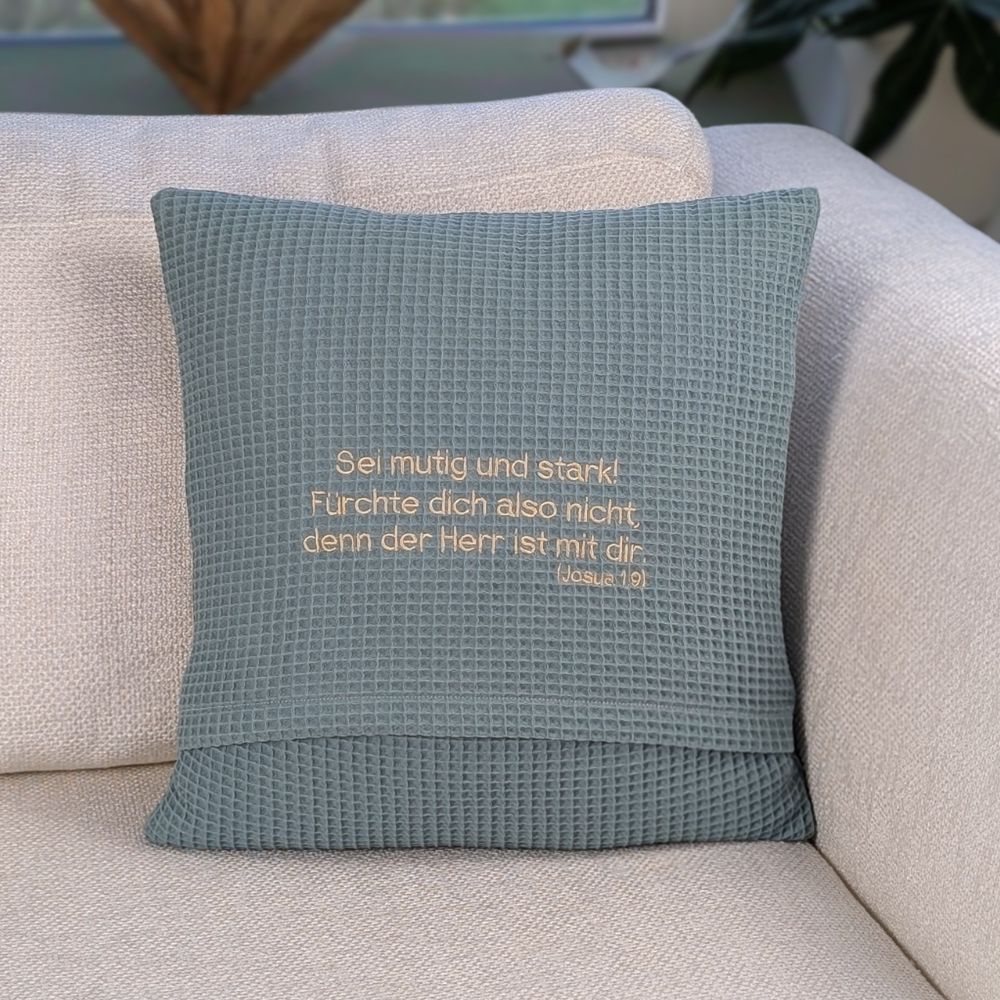 Sei mutig und stark!
Fürchte dich also nicht,
denn der Herr ist mit dir.
(Josua 1,9)